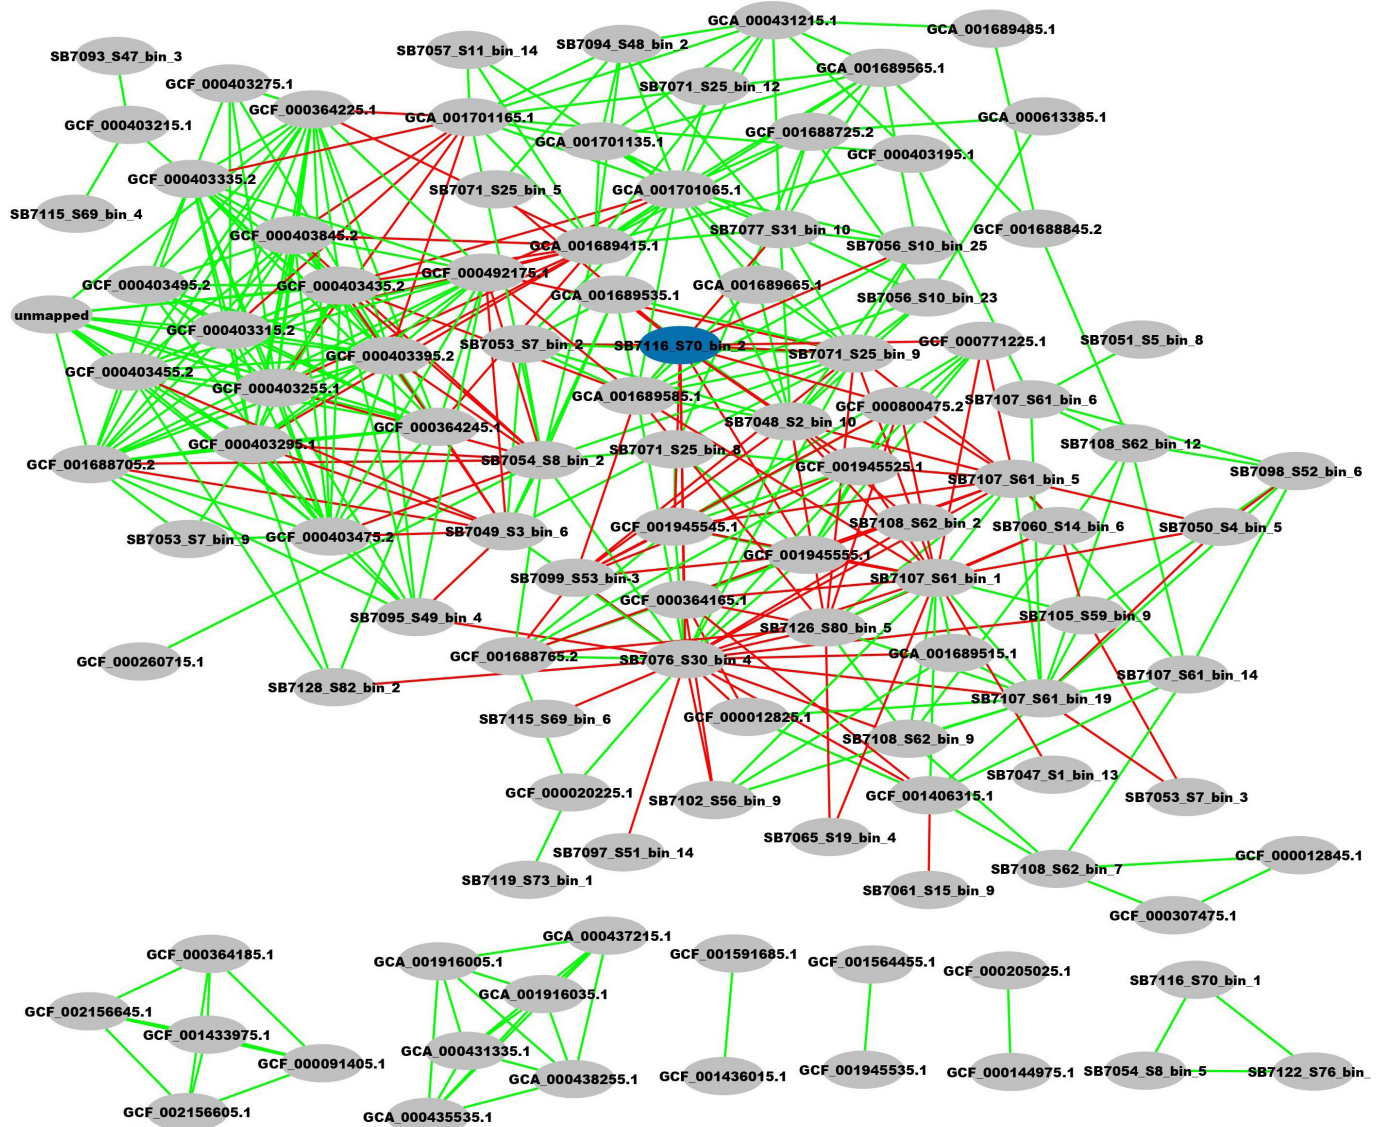 GCA_000431215.1
GCA_001689485.1
SB7093_S47_bin_3
SB7057_S11_bin_14
SB7094_S48_bin_2
GCA_001689565.1
GCF_000403275.1
SB7071_S25_bin_12
GCF_000364225.1
GCA_001701165.1
GCA_000613385.1
GCF_000403215.1
GCA_001701135.1
GCF_001688725.2
GCF_000403195.1
GCF_000403335.2
SB7071_S25_bin_5
GCA_001701065.1
SB7115_S69_bin_4
GCF_000403845.2
GCA_001689415.1
SB7077_S31_bin_10
SB7056_S10_bin_25
GCF_001688845.2
GCF_000403495.2
GCF_000403435.2
GCF_000492175.1
GCA_001689535.1
GCA_001689665.1
SB7056_S10_bin_23
unmapped
GCF_000403315.2
GCF_000403395.2
SB7053_S7_bin_2
SB7116_S70_bin_2
SB7071_S25_bin_9
GCF_000771225.1
SB7051_S5_bin_8
GCF_000403455.2
GCF_000403255.1
GCA_001689585.1
GCF_000800475.2
SB7107_S61_bin_6
GCF_000364245.1
SB7048_S2_bin_10
GCF_000403295.1
SB7108_S62_bin_12
GCF_001688705.2
SB7054_S8_bin_2
SB7071_S25_bin_8
GCF_001945525.1
SB7107_S61_bin_5
SB7098_S52_bin_6
SB7053_S7_bin_9
GCF_000403475.2
SB7049_S3_bin_6
GCF_001945545.1
SB7108_S62_bin_2
SB7060_S14_bin_6
SB7050_S4_bin_5
GCF_001945555.1
SB7099_S53_bin_3
SB7107_S61_bin_1
GCF_000364165.1
SB7095_S49_bin_4
SB7126_S80_bin_5
SB7105_S59_bin_9
GCF_000260715.1
GCF_001688765.2
SB7076_S30_bin_4
GCA_001689515.1
SB7107_S61_bin_14
SB7128_S82_bin_2
SB7107_S61_bin_19
SB7115_S69_bin_6
GCF_000012825.1
SB7108_S62_bin_9
SB7047_S1_bin_13
GCF_000020225.1
SB7102_S56_bin_9
GCF_001406315.1
SB7053_S7_bin_3
SB7097_S51_bin_14
SB7065_S19_bin_4
SB7119_S73_bin_1
SB7061_S15_bin_9
SB7108_S62_bin_7
GCF_000012845.1
GCF_000307475.1
GCF_000364185.1
GCA_001916005.1
GCA_000437215.1
GCF_001591685.1
GCF_001564455.1
GCF_000205025.1
SB7116_S70_bin_1
GCF_002156645.1
GCA_001916035.1
GCF_001433975.1
GCF_000091405.1
GCA_000431335.1
GCA_000438255.1
GCF_001436015.1
GCF_001945535.1
GCF_000144975.1
SB7054_S8_bin_5
SB7122_S76_bin_
GCF_002156605.1
GCA_000435535.1